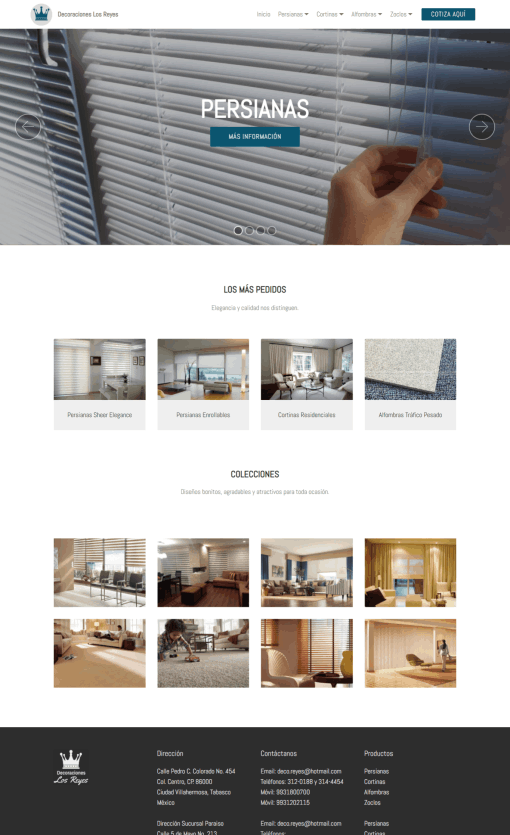 Decoraciones Los Reyes
Inicio Persianas Cortinas Alfombras Zoclos COTIZA AQUÍ
PERSIANAS
MÁS INFORMACIÓN
LOS MÁS PEDIDOS
Elegancia y calidad nos distinguen.
Persianas Sheer Elegance
Persianas Enrollables
Cortinas Residenciales
Alfombras Tráfico Pesado
COLECCIONES
Diseños bonitos, agradables y atractivos para toda ocasión.
Decoraciones
Los Reyes
Dirección
Calle Pedro C. Colorado No. 454
Col. Centro, CP 86000
Ciudad Villahermosa, Tabasco
México
Dirección Sucursal Paraiso
Calle 5 de Mayo No. 213
Contáctanos
Email: deco.reyes@hotmail.com
Teléfonos: 312-0188 y 314-4454
Móvil: 9931800700
Móvil: 9931202115
Email: deco.reyes@hotmail.com
Teléfono:
Productos
Persianas
Cortinas
Alfombras
Zoclos
Persianas
Cortinas